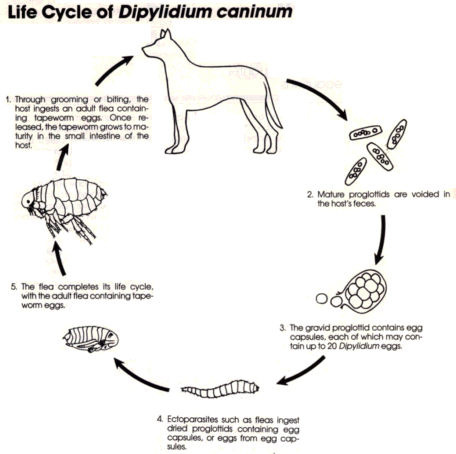 Life Cycle of Dipylidium caninum
1. Through grooming or biting, the
host ingests an adult flea contain-
ing tapeworm eggs. Once re-
leased, the tapeworm grows to ma-
turity in the small intestine of the
host.
2. Mature proglottids are voided in
the host's feces.
3. The gravid proglottid contains egg
capsules, each of which may con-
tain up to 20 Dipylidium eggs.
4. Ectoparasites such as fleas ingest
dried proglottids containing egg
capsules, or eggs from egg cap-
sules.
5. The flea completes its life cycle,
with the adult flea containing tape-
worm eggs.